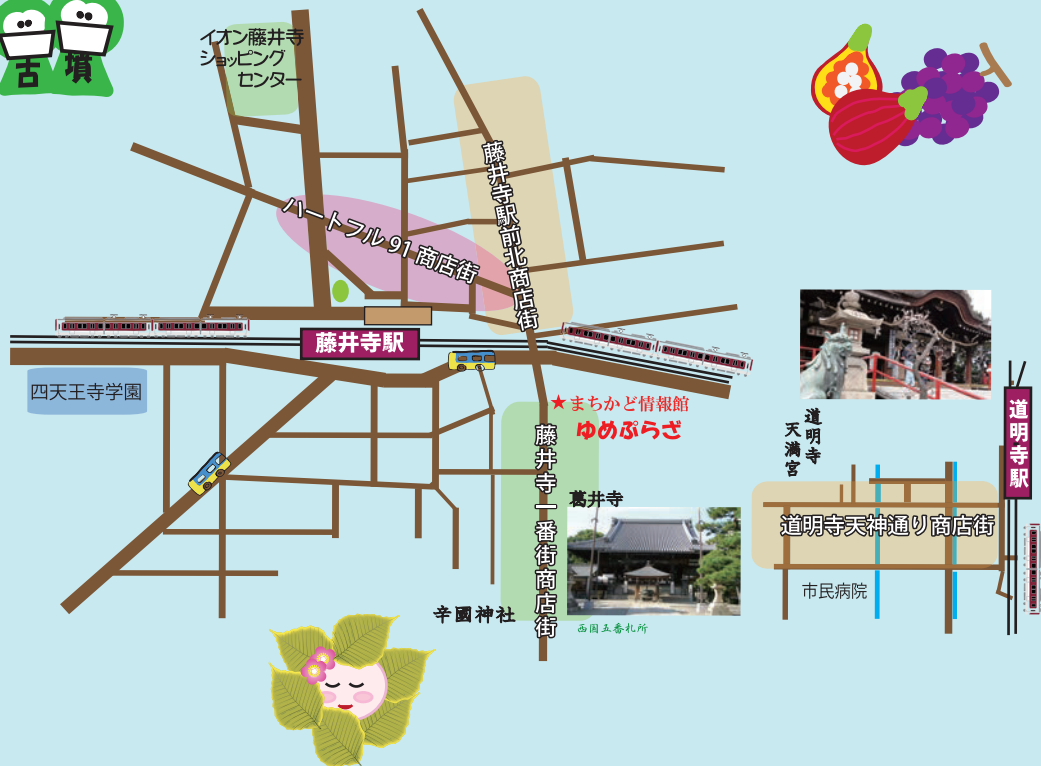 古墳
イオン藤井寺
ショッピング
センター
藤井寺駅前北商店街
ハートフル 91 商店街
藤井寺駅
四天王寺学園
★まちかど情報館
ゆめぷらざ
道明寺
天満宮
道明寺駅
藤井寺一番街商店街
葛井寺
道明寺天神通り商店街
市民病院
辛國神社
西国五番札所